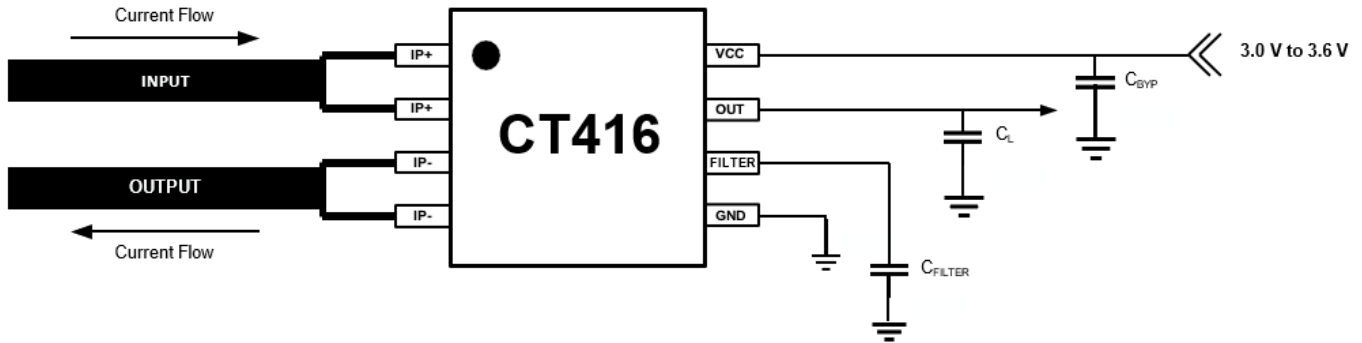 Current Flow
INPUT
OUTPUT
Current Flow
IP+
IP+
IP-
IP-
CT416
VCC
OUT
FILTER
GND
3.0 V to 3.6 V
CBYP
CL
CFILTER